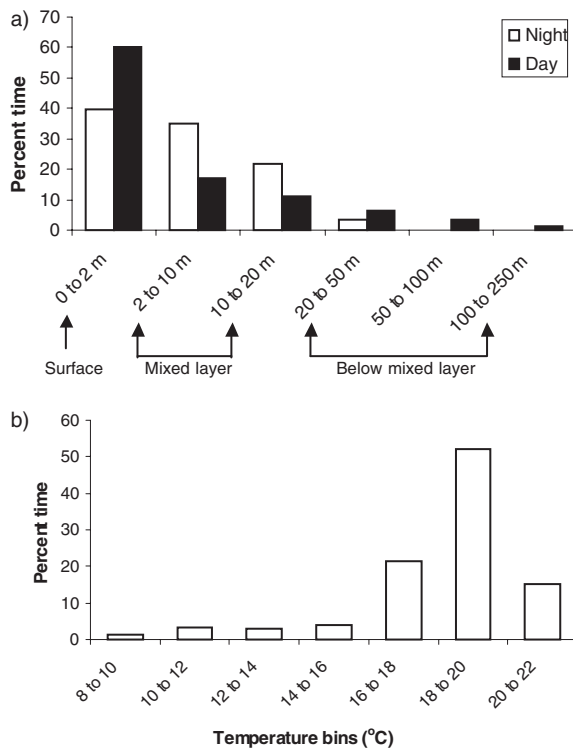 a)
70
60
50
40
30
20
10
0
Percent time
Night
Day
0 to 2 m
2 to 10 m
10 to 20 m
20 to 50 m
50 to 100 m
100 to 250m
Surface
Mixed layer
Below mixed layer
b)
60
50
40
30
20
10
0
Percent time
8 to 10
10 to 12
12 to 14
14 to 16
16 to 18
18 to 20
20 to 22
Temperature bins (°C)